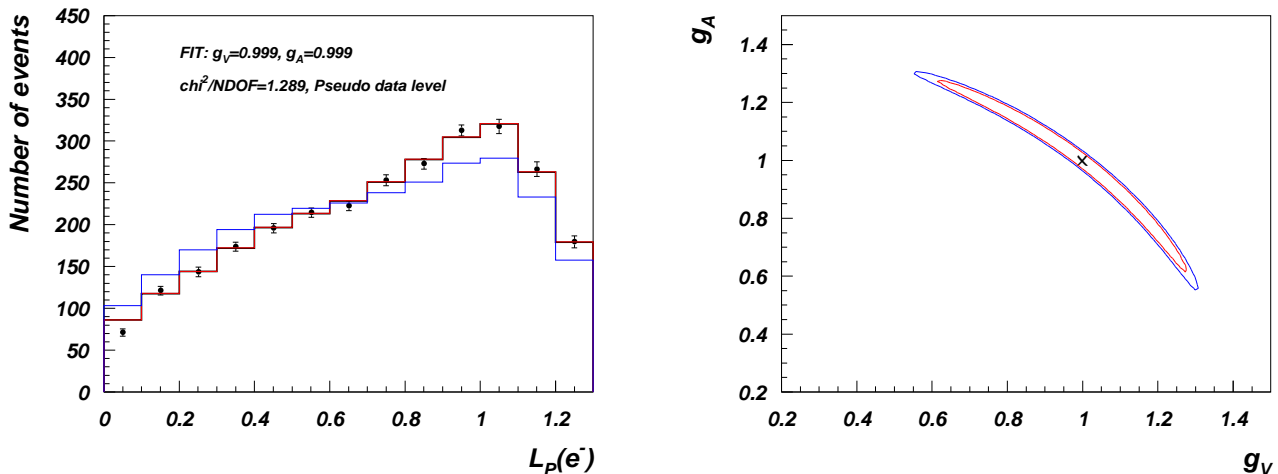 Number of events
450
400
350
300
250
200
150
100
50
0
FIT: g_V=0.999, g_A=0.999
chi²/NDOF=1.289, Pseudo data level
0 0.2 0.4 0.6 0.8 1 1.2
L_P(e⁻)
g_A
1.4
1.2
1
0.8
0.6
0.4
0.2
0.2 0.4 0.6 0.8 1 1.2 1.4
g_V